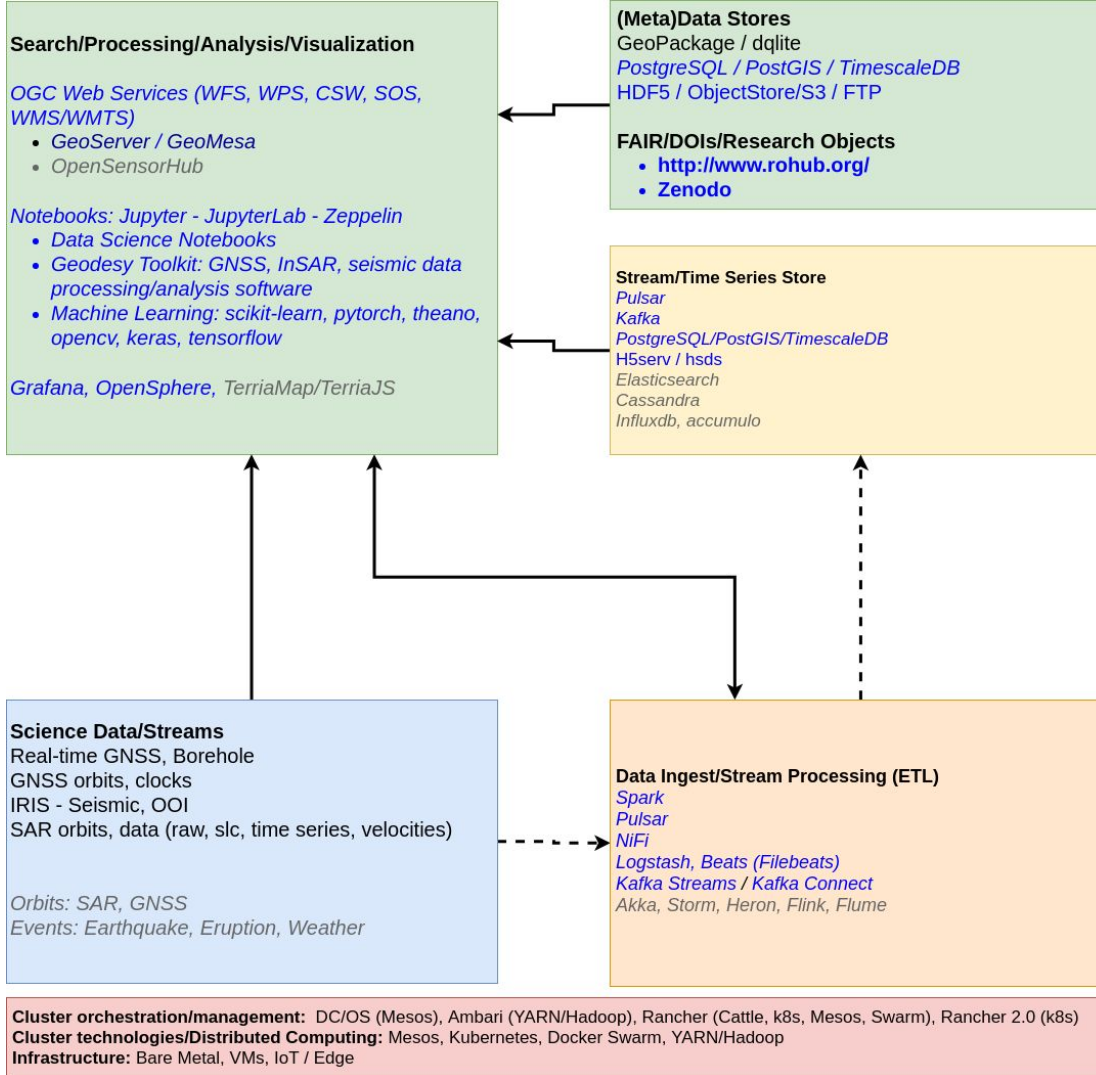 Search/Processing/Analysis/Visualization
OGC Web Services (WFS, WPS, CSW, SOS,
WMS/WMTS)
• GeoServer / GeoMesa
• OpenSensorHub
Notebooks: Jupyter - JupyterLab - Zeppelin
• Data Science Notebooks
• Geodesy Toolkit: GNSS, InSAR, seismic data
processing/analysis software
• Machine Learning: scikit-learn, pytorch, theano,
opencv, keras, tensorflow
Grafana, OpenSphere, TerriaMap/TerriaJS
(Meta)Data Stores
GeoPackage / dqlite
PostgreSQL / PostGIS / TimescaleDB
HDF5 / ObjectStore/S3 / FTP
FAIR/DOIs/Research Objects
• http://www.rohub.org/
• Zenodo
Stream/Time Series Store
Pulsar
Kafka
PostgreSQL/PostGIS/TimescaleDB
H5serv / hsds
Elasticsearch
Cassandra
Influxdb, accumulo
Science Data/Streams
Real-time GNSS, Borehole
GNSS orbits, clocks
IRIS - Seismic, OOI
SAR orbits, data (raw, slc, time series, velocities)
Orbits: SAR, GNSS
Events: Earthquake, Eruption, Weather
Data Ingest/Stream Processing (ETL)
Spark
Pulsar
NiFi
Logstash, Beats (Filebeats)
Kafka Streams / Kafka Connect
Akka, Storm, Heron, Flink, Flume
Cluster orchestration/management: DC/OS (Mesos), Ambari (YARN/Hadoop), Rancher (Cattle, k8s, Mesos, Swarm), Rancher 2.0 (k8s)
Cluster technologies/Distributed Computing: Mesos, Kubernetes, Docker Swarm, YARN/Hadoop
Infrastructure: Bare Metal, VMs, IoT / Edge